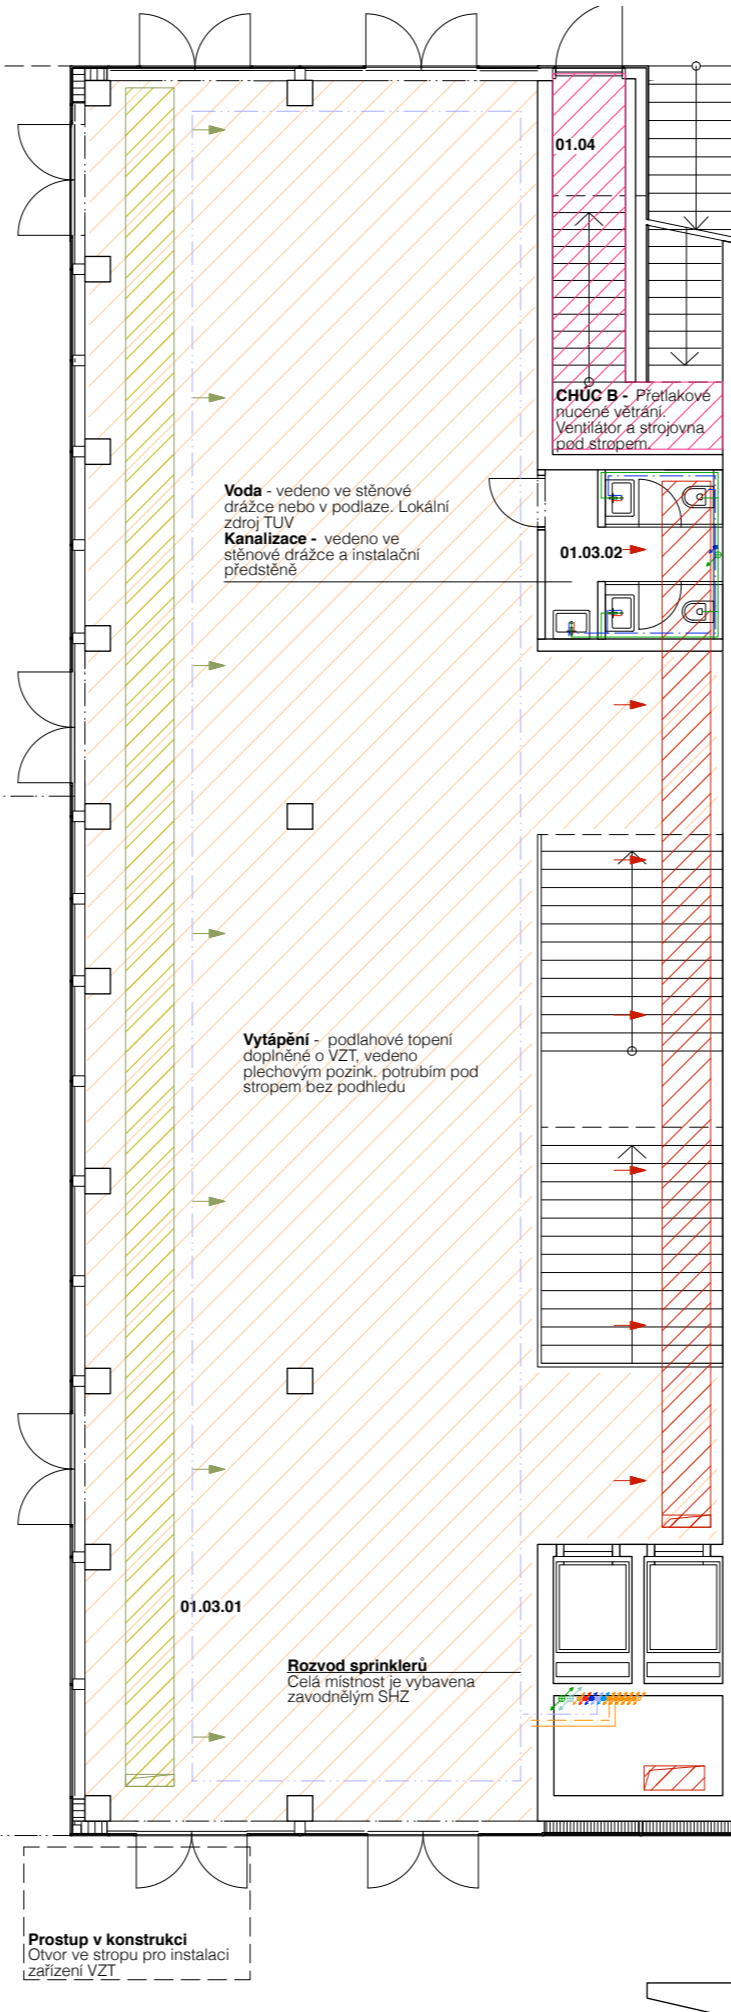 01.04
CHÚC B - Přetlakové
nucené větrání.
Ventilátor a strojovna
pod stropem.
Voda - vedeno ve stěnové
drážce nebo v podlaze. Lokální
zdroj TUV
Kanalizace - vedeno ve
stěnové drážce a instalační
předstěně
01.03.02
Vytápění - podlahové topení
doplněné o VZT, vedeno
plechovým pozink. potrubím pod
stropem bez podhledu
01.03.01
Rozvod sprinklerů
Celá místnost je vybavena
zavodnělým SHZ
Prostup v konstrukci
Otvor ve stropu pro instalaci
zařízení VZT